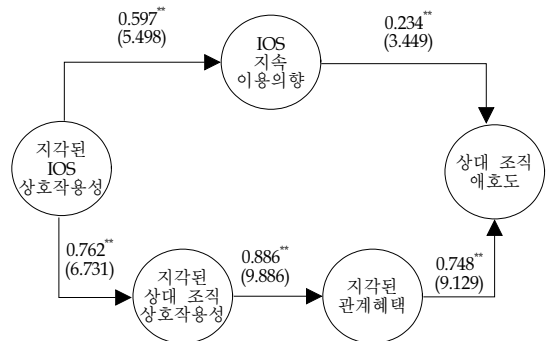 0.597**
(5.498)
IOS
지속
이용의향
0.234**
(3.449)
지각된
IOS
상호작용성
상대 조직
애호도
0.762**
(6.731)
지각된
상대 조직
상호작용성
0.886**
(9.886)
지각된
관계혜택
0.748**
(9.129)